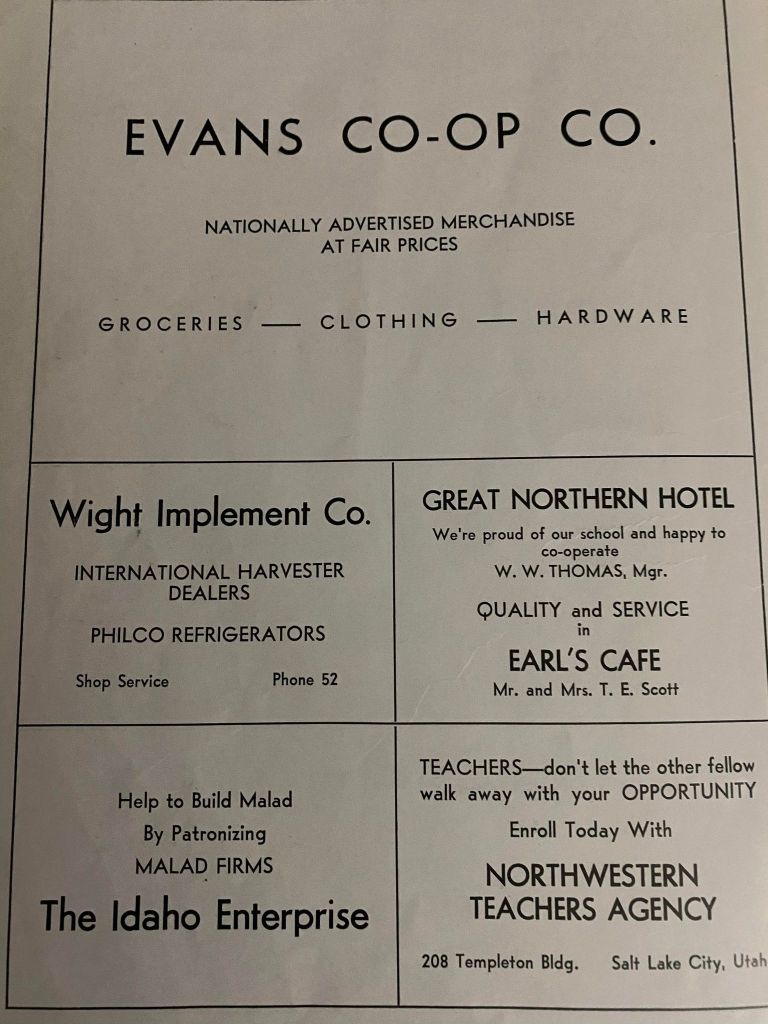 EVANS CO-OP CO.
NATIONALLY ADVERTISED MERCHANDISE
AT FAIR PRICES
GROCERIES — CLOTHING — HARDWARE
Wight Implement Co.
INTERNATIONAL HARVESTER
DEALERS
PHILCO REFRIGERATORS
Shop Service Phone 52
GREAT NORTHERN HOTEL
We're proud of our school and happy to
co-operate
W. W. THOMAS, Mgr.
QUALITY and SERVICE
in
EARL'S CAFE
Mr. and Mrs. T. E. Scott
Help to Build Malad
By Patronizing
MALAD FIRMS
The Idaho Enterprise
TEACHERS—don't let the other fellow
walk away with your OPPORTUNITY
Enroll Today With
NORTHWESTERN
TEACHERS AGENCY
208 Templeton Bldg. Salt Lake City, Utah